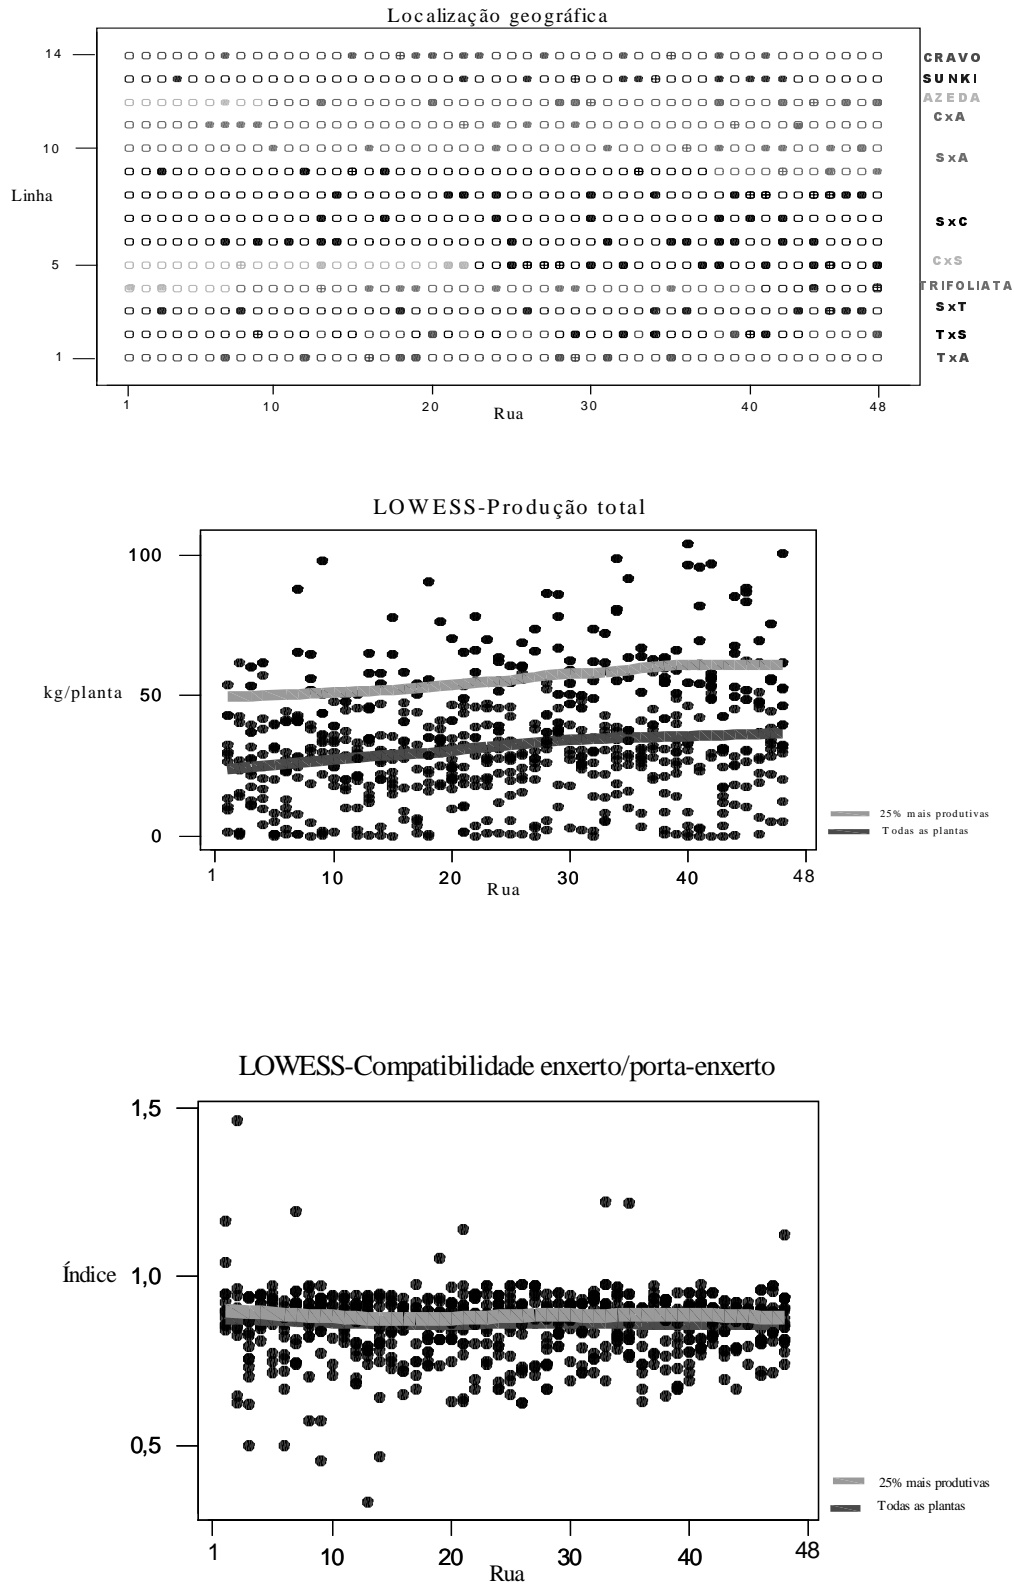 Localização geográfica
14
10
5
1
Linha
CRAVO
SUNKI
AZEDA
CxA
SxA
SxC
CxS
TRIFOLIATA
SxT
TxS
TxA
1 10 20 30 40 48
Rua
LOWESS-Produção total
100
50
0
kg/planta
25% mais produtivas
Todas as plantas
1 10 20 30 40 48
Rua
LOWESS-Compatibilidade enxerto/porta-enxerto
1,5
Índice 1,0
0,5
25% mais produtivas
Todas as plantas
1 10 20 30 40 48
Rua